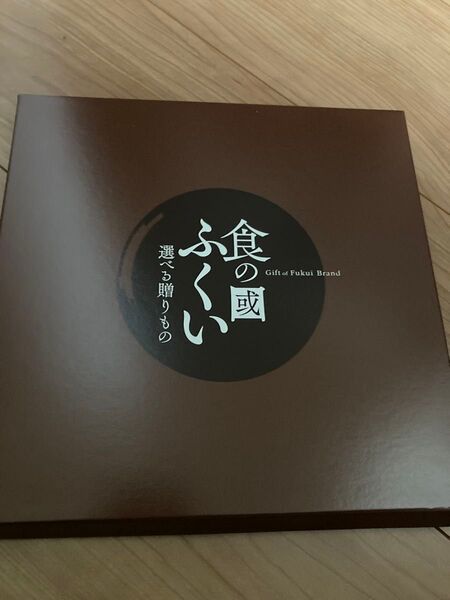 食の國
ふくい
選べる贈りもの
Gift of Fukui Brand